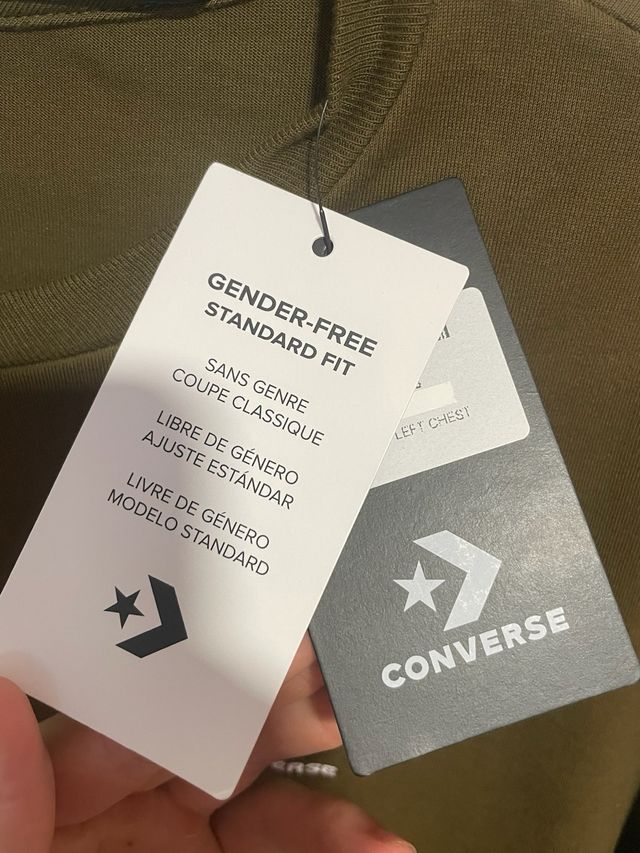 GENDER-FREE
STANDARD FIT
SANS GENRE
COUPE CLASSIQUE
LIBRE DE GÉNERO
AJUSTE ESTÁNDAR
LIVRE DE GÉNERO
MODELO STANDARD
LEFT CHEST
CONVERSE